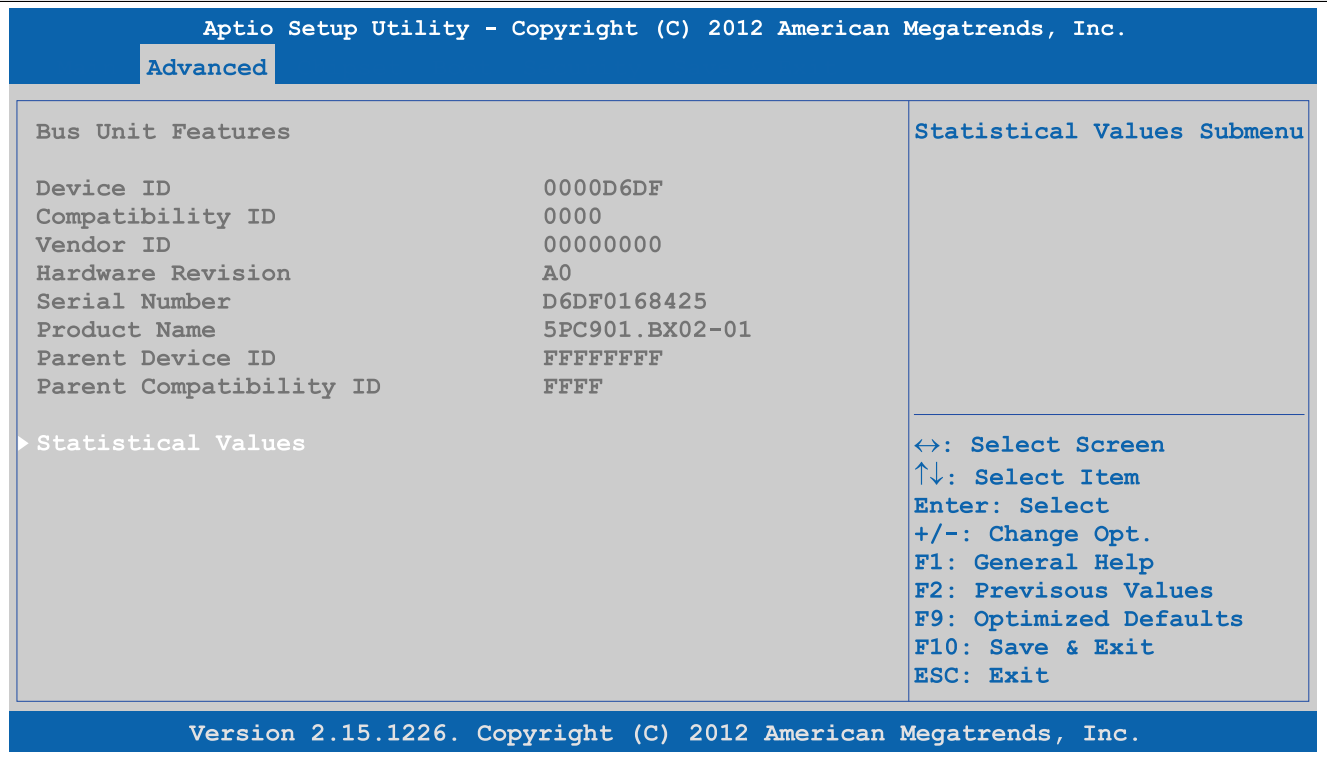 Aptio Setup Utility - Copyright (C) 2012 American Megatrends, Inc.
Advanced
Bus Unit Features
Device ID 0000D6DF
Compatibility ID 0000
Vendor ID 00000000
Hardware Revision A0
Serial Number D6DF0168425
Product Name 5PC901.BX02-01
Parent Device ID FFFFFFFF
Parent Compatibility ID FFFF
Statistical Values
Statistical Values Submenu
↔: Select Screen
↑↓: Select Item
Enter: Select
+/-: Change Opt.
F1: General Help
F2: Previsous Values
F9: Optimized Defaults
F10: Save & Exit
ESC: Exit
Version 2.15.1226. Copyright (C) 2012 American Megatrends, Inc.